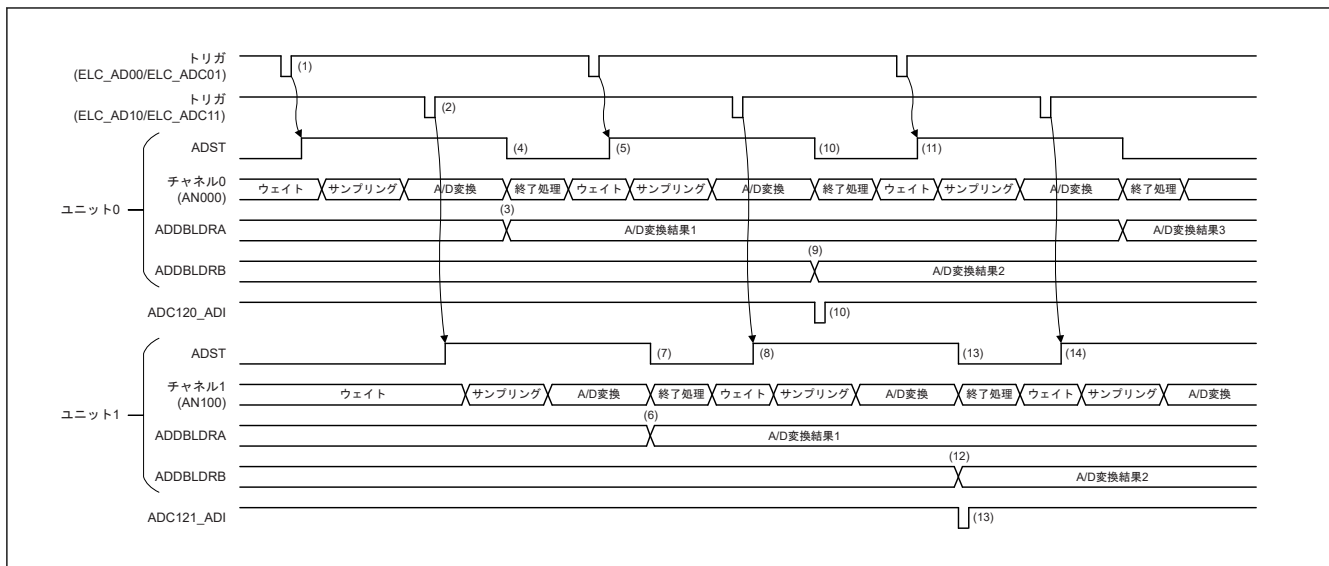 トリガ
(ELC_AD00/ELC_ADC01)
(1)
トリガ
(ELC_AD10/ELC_ADC11)
(2)
ユニット0
ADST
(4)
(5)
(10)
(11)
チャネル0
(AN000)
ウェイト
サンプリング
A/D変換
終了処理
ウェイト
サンプリング
A/D変換
終了処理
ウェイト
サンプリング
A/D変換
終了処理
(3)
ADDBLDRA
A/D変換結果1
A/D変換結果3
(9)
ADDBLDRB
A/D変換結果2
ADC120_ADI
(10)
ユニット1
ADST
(7)
(8)
(13)
(14)
チャネル1
(AN100)
ウェイト
サンプリング
A/D変換
終了処理
ウェイト
サンプリング
A/D変換
終了処理
ウェイト
サンプリング
A/D変換
(6)
ADDBLDRA
A/D変換結果1
(12)
ADDBLDRB
A/D変換結果2
ADC121_ADI
(13)